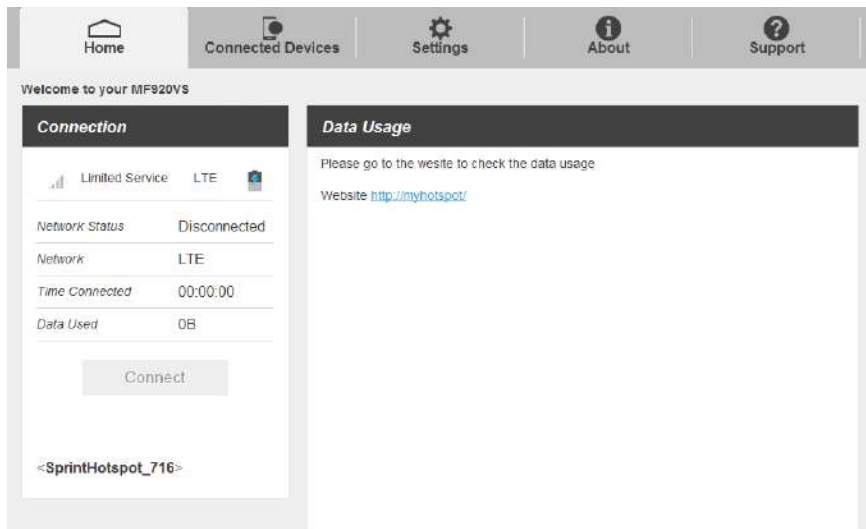 Home
Connected Devices
Settings
About
Support
Welcome to your MF920VS
Connection
Limited Service LTE
Network Status Disconnected
Network LTE
Time Connected 00:00:00
Data Used 0B
Connect
<SprintHotspot_716>
Data Usage
Please go to the wesite to check the data usage
Website http://myhotspot/